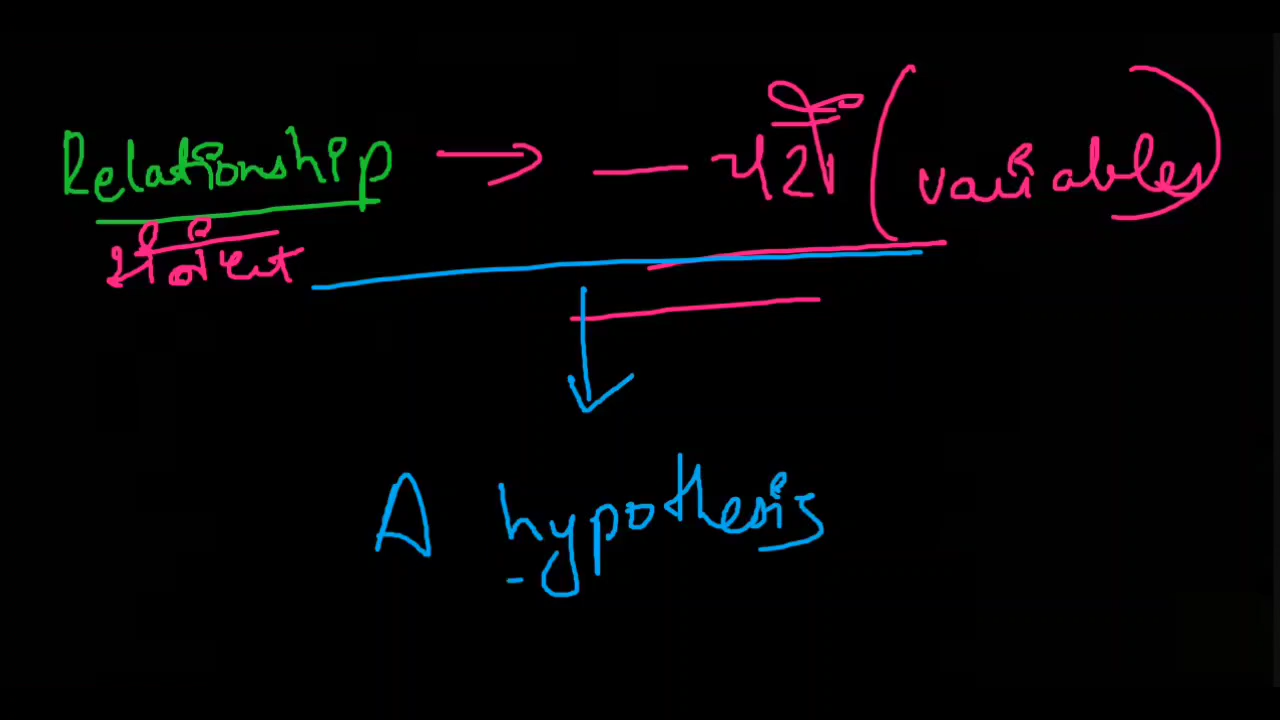 Relationship → — चरों (variables)
संबंध
A hypothesis